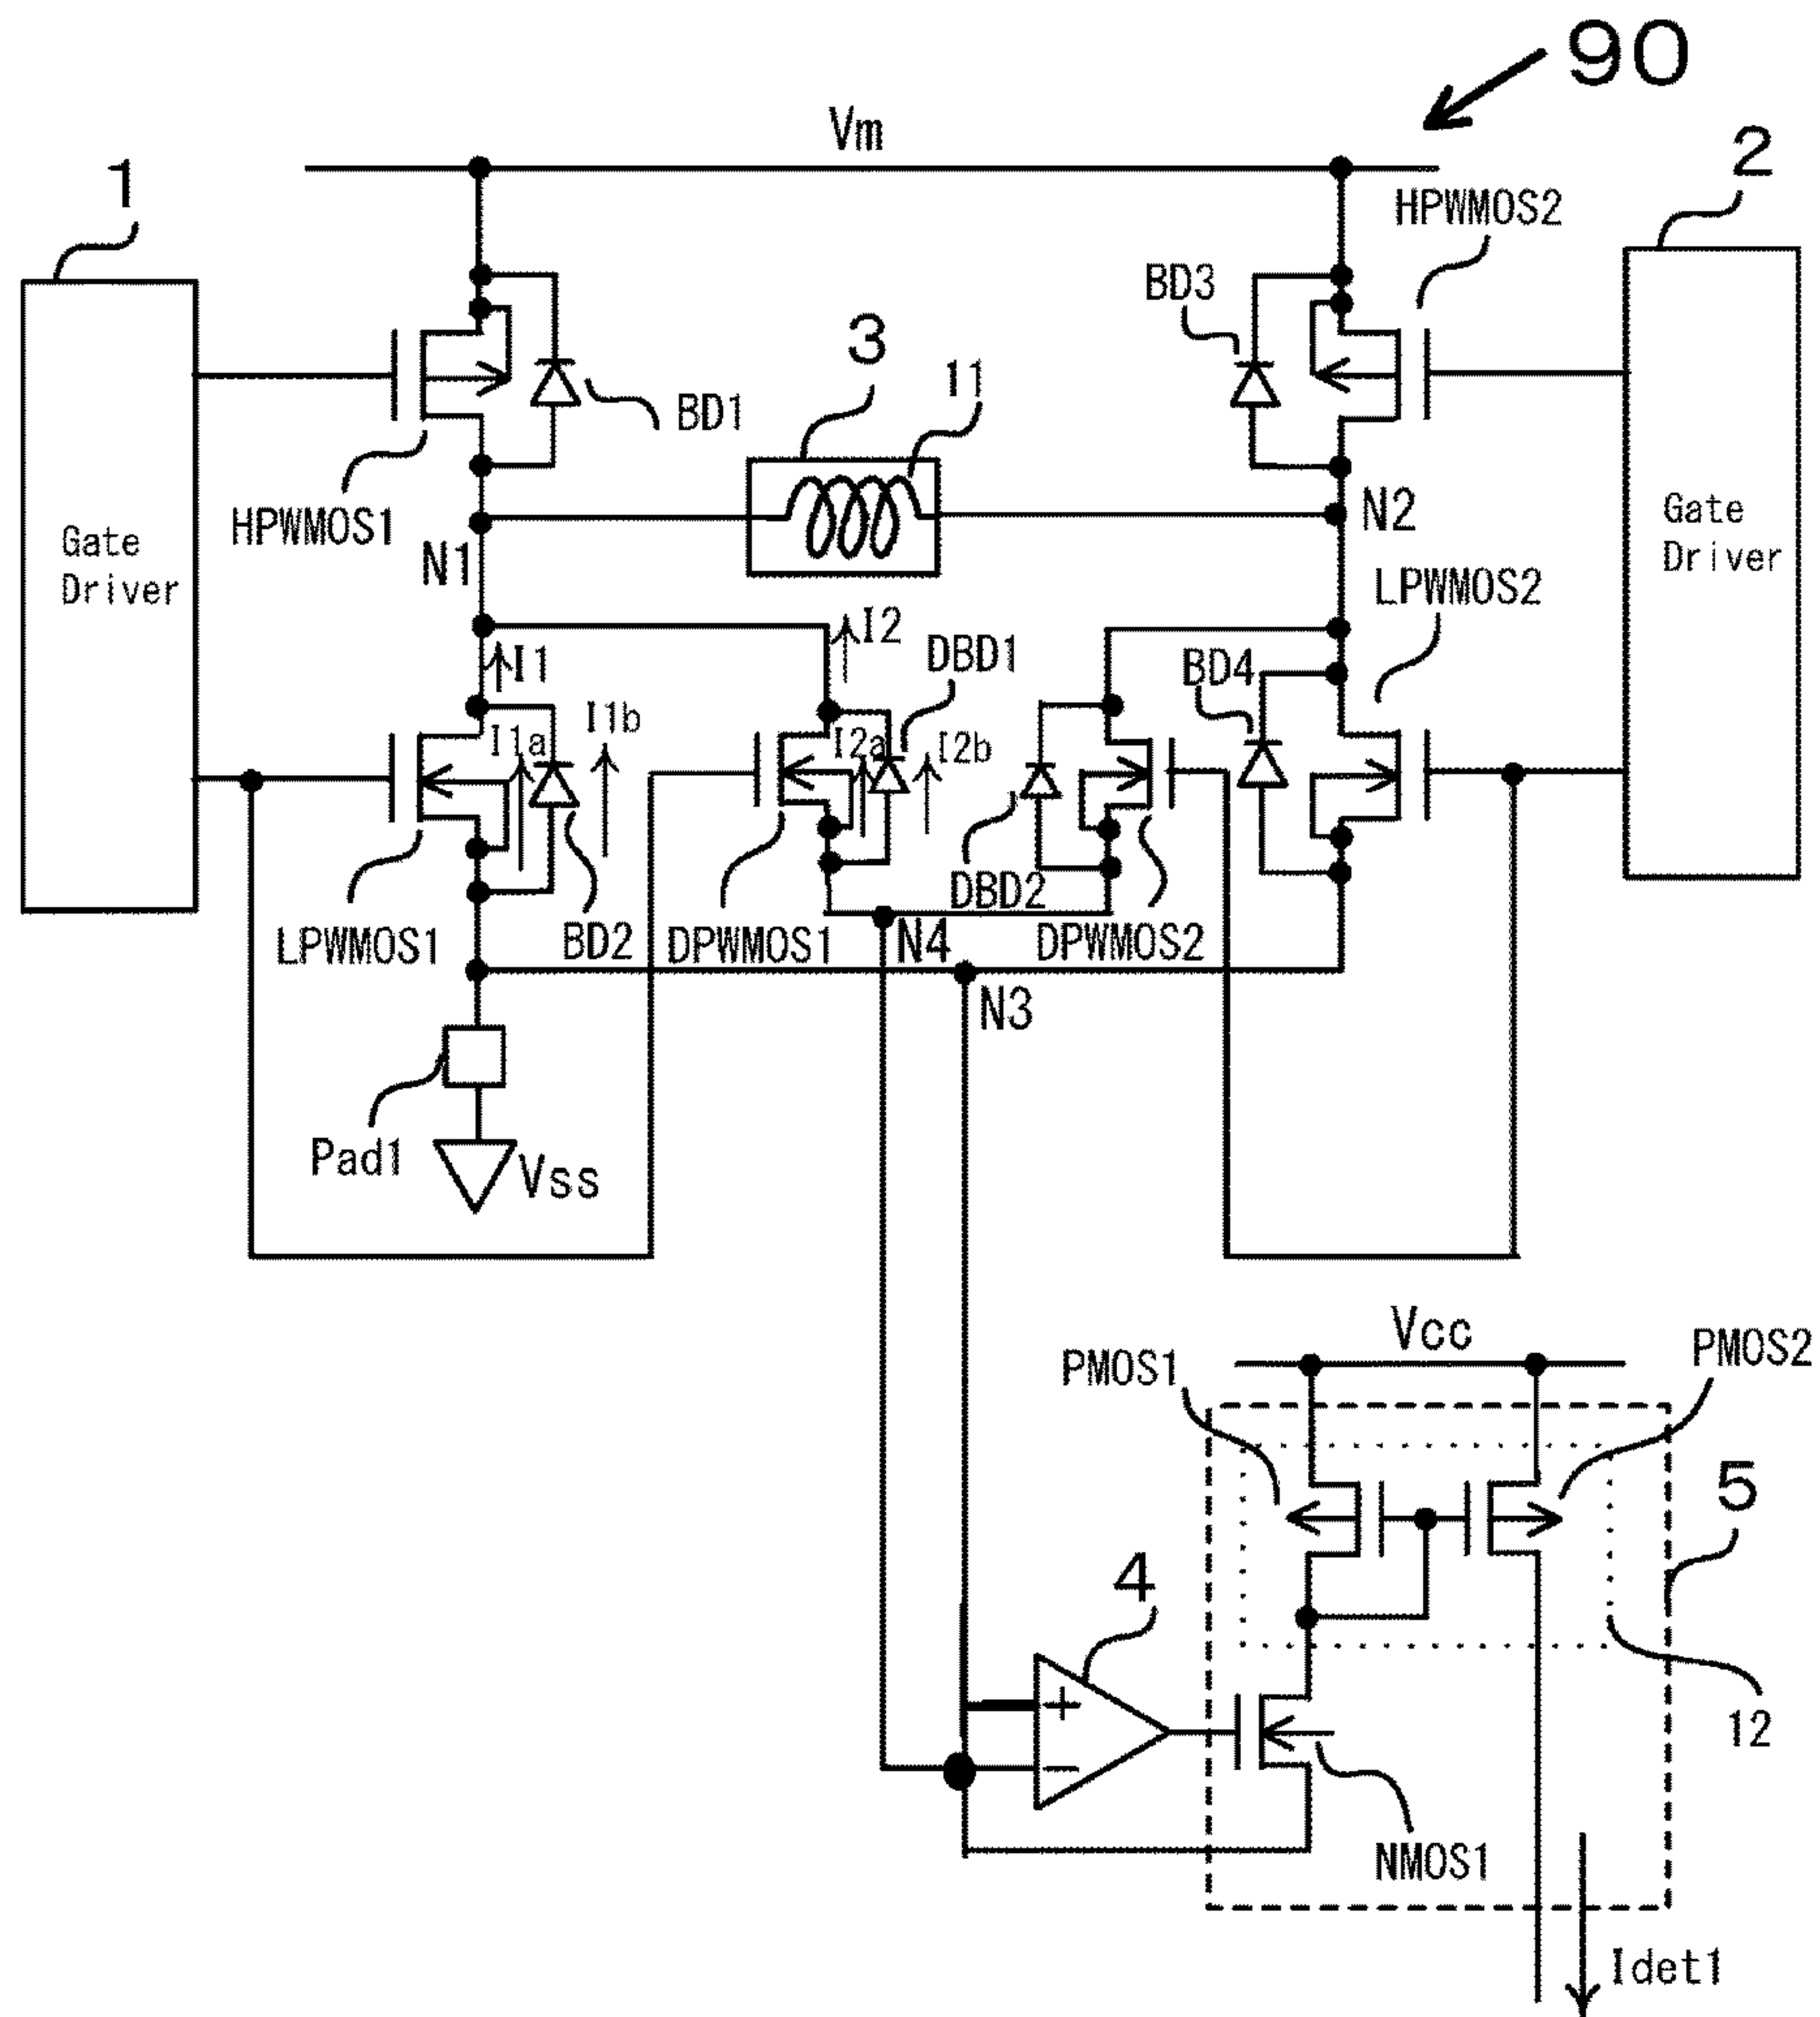 90
Vm
1
2
HPWMOS2
BD3
3
11
BD1
HPWMOS1
N1
N2
Gate
Driver
Gate
Driver
LPWMOS2
I1
I2
DBD1
BD4
I1a
I1b
I2a
I2b
DBD2
LPWMOS1
BD2
DPWMOS1
N4
DPWMOS2
N3
Pad1
Vss
Vcc
PMOS1
PMOS2
5
4
+
−
12
NMOS1
Idet1